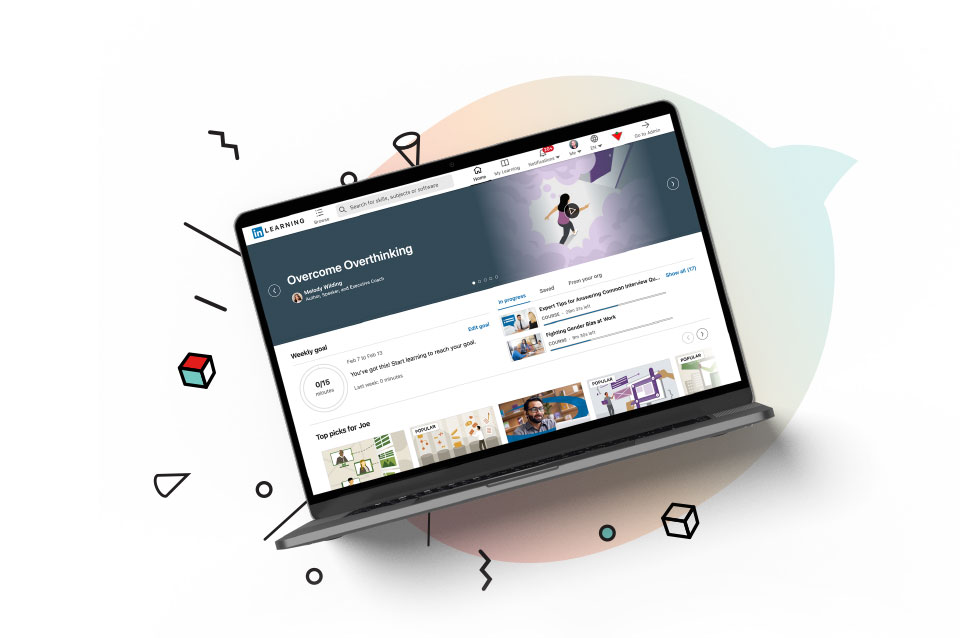 in LEARNING
Browse
Search for skills, subjects or software
Home
My Learning
Notifications
Me
EN
Go to Admin
Overcome Overthinking
Melody Wilding
Author, Speaker, and Executive Coach
Weekly goal
Edit goal
0/15
minutes
Feb 7 to Feb 13
You've got this! Start learning to reach your goal.
Last week: 0 minutes
In progress
Saved
From your org
Expert Tips for Answering Common Interview Qu...
Show all (17)
COURSE
left
Fighting Gender Bias at Work
COURSE
left
Top picks for Joe
POPULAR
POPULAR
POPULAR